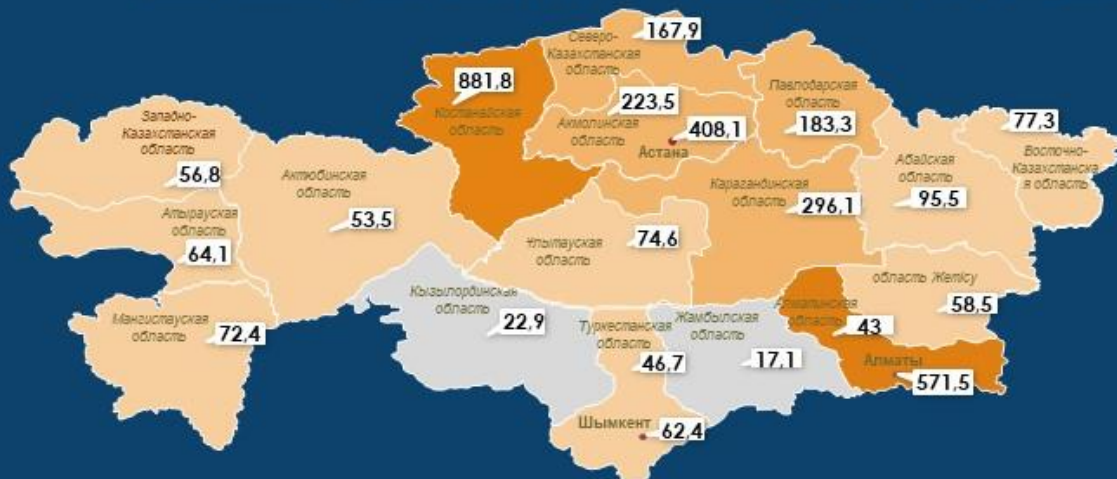 167,9
Северо-
Казахстанская
область
881,8
Костанайская
область
Павлодарская
область
183,3
223,5
Акмолинская
область
408,1
Астана
77,3
Восточно-
Казахстанска
я область
Западно-
Казахстанская
область
56,8
Актюбинская
область
53,5
Абайская
область
95,5
Карагандинская
область
296,1
Атырауская
область
64,1
Ұлытауская
область
74,6
область Жетісу
58,5
Кызылординская
область
22,9
Мангистауская
область
72,4
Туркестанская
область
46,7
Жамбылская
область
17,1
Алматинская
область
43
Алматы
571,5
Шымкент
62,4